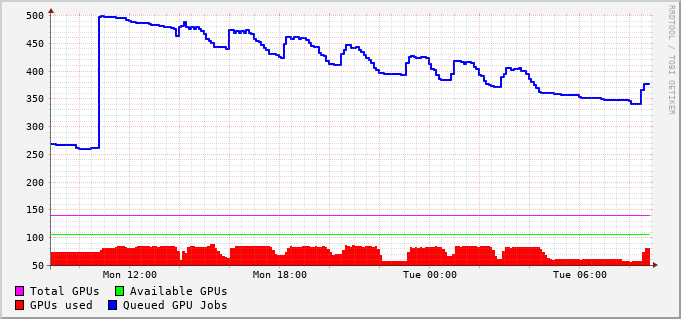 RRDTOOL / TOBI OETIKER
500
450
400
350
300
250
200
150
100
50
Mon 12:00 Mon 18:00 Tue 00:00 Tue 06:00
Total GPUs Available GPUs
GPUs used Queued GPU Jobs